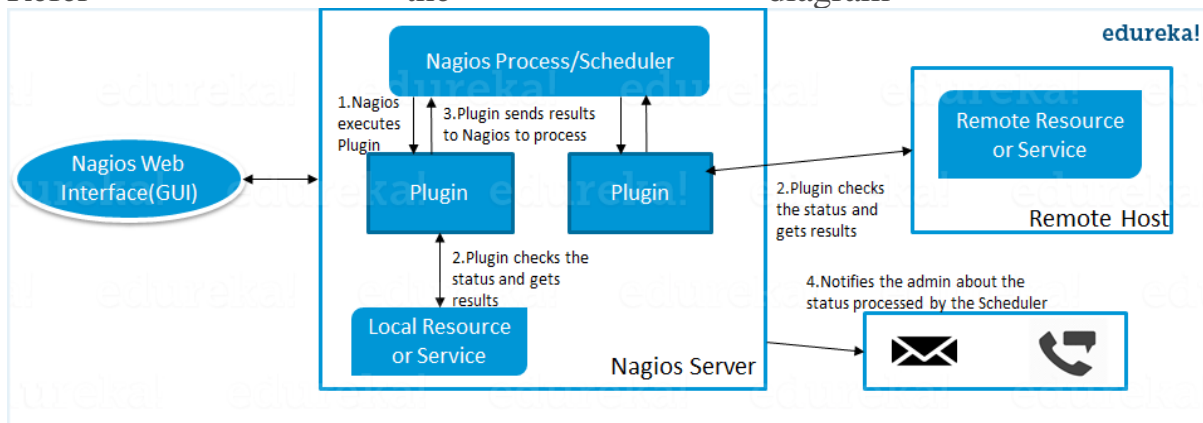 the diagram
edureka!
Nagios Process/Scheduler
1.Nagios
executes
Plugin
3.Plugin sends results
to Nagios to process
Nagios Web
Interface(GUI)
Plugin
Plugin
2.Plugin checks the
status and gets
results
Local Resource
or Service
Nagios Server
Remote Resource
or Service
Remote Host
2.Plugin checks
the status and
gets results
4.Notifies the admin about the
status processed by the Scheduler